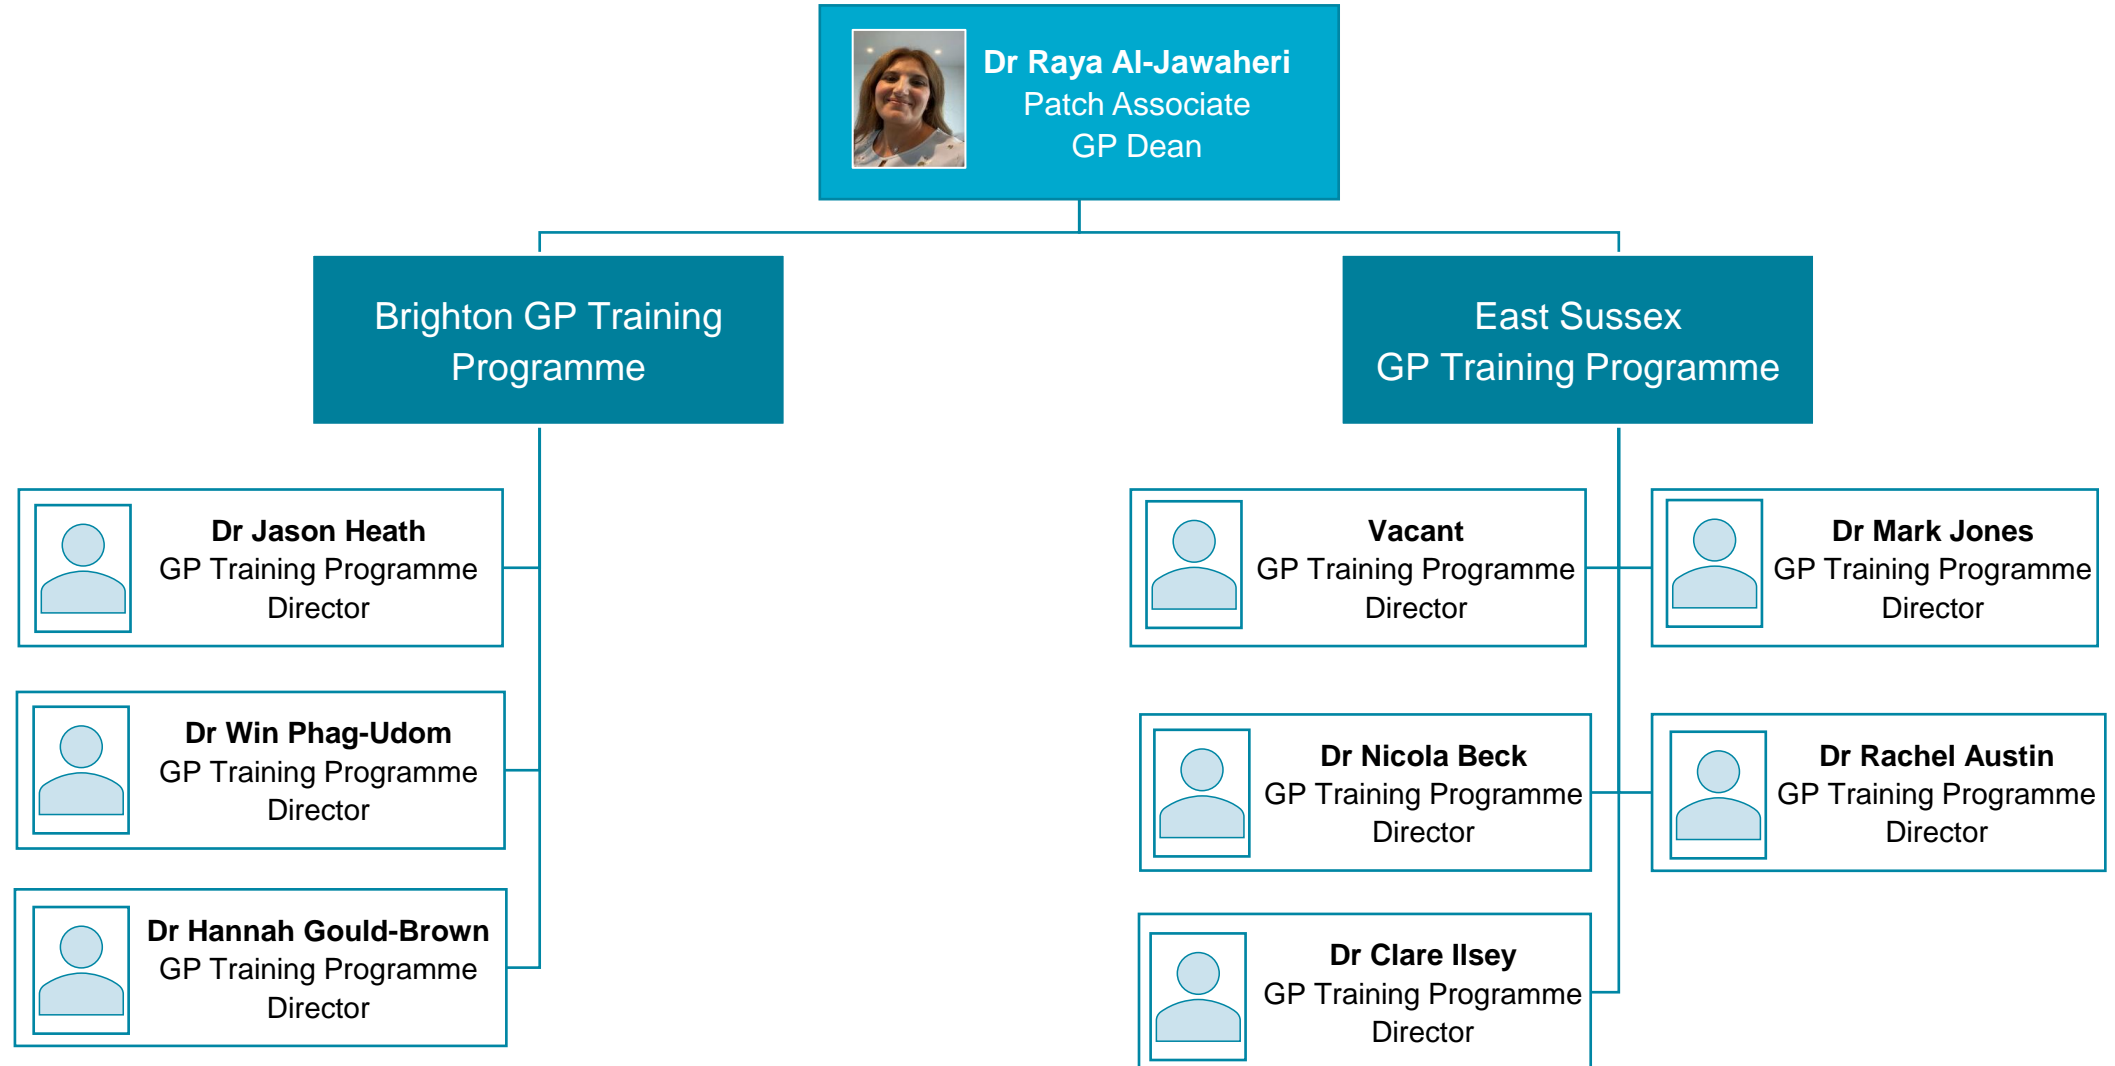 Dr Raya Al-Jawaheri
Patch Associate
GP Dean
Brighton GP Training
Programme
East Sussex
GP Training Programme
Dr Jason Heath
GP Training Programme
Director
Dr Win Phag-Udom
GP Training Programme
Director
Dr Hannah Gould-Brown
GP Training Programme
Director
Vacant
GP Training Programme
Director
Dr Mark Jones
GP Training Programme
Director
Dr Nicola Beck
GP Training Programme
Director
Dr Rachel Austin
GP Training Programme
Director
Dr Clare Ilsey
GP Training Programme
Director